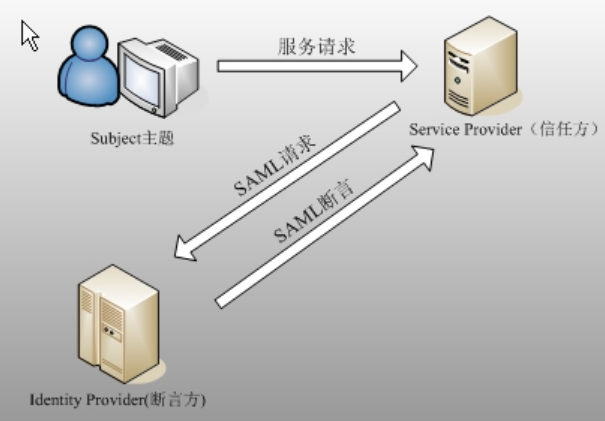 服务请求
Subject主题
Service Provider（信任方）
SAML请求
SAML断言
Identity Provider(断言方)